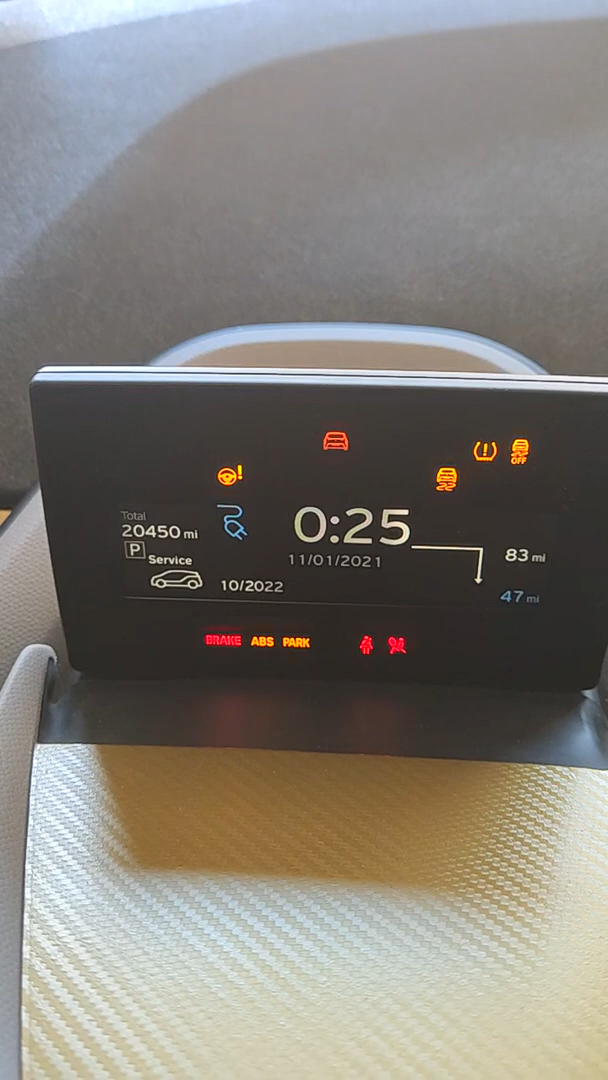 OFF
Total
20450 mi
0:25
P
Service
11/01/2021
83 mi
10/2022
47 mi
BRAKE ABS PARK